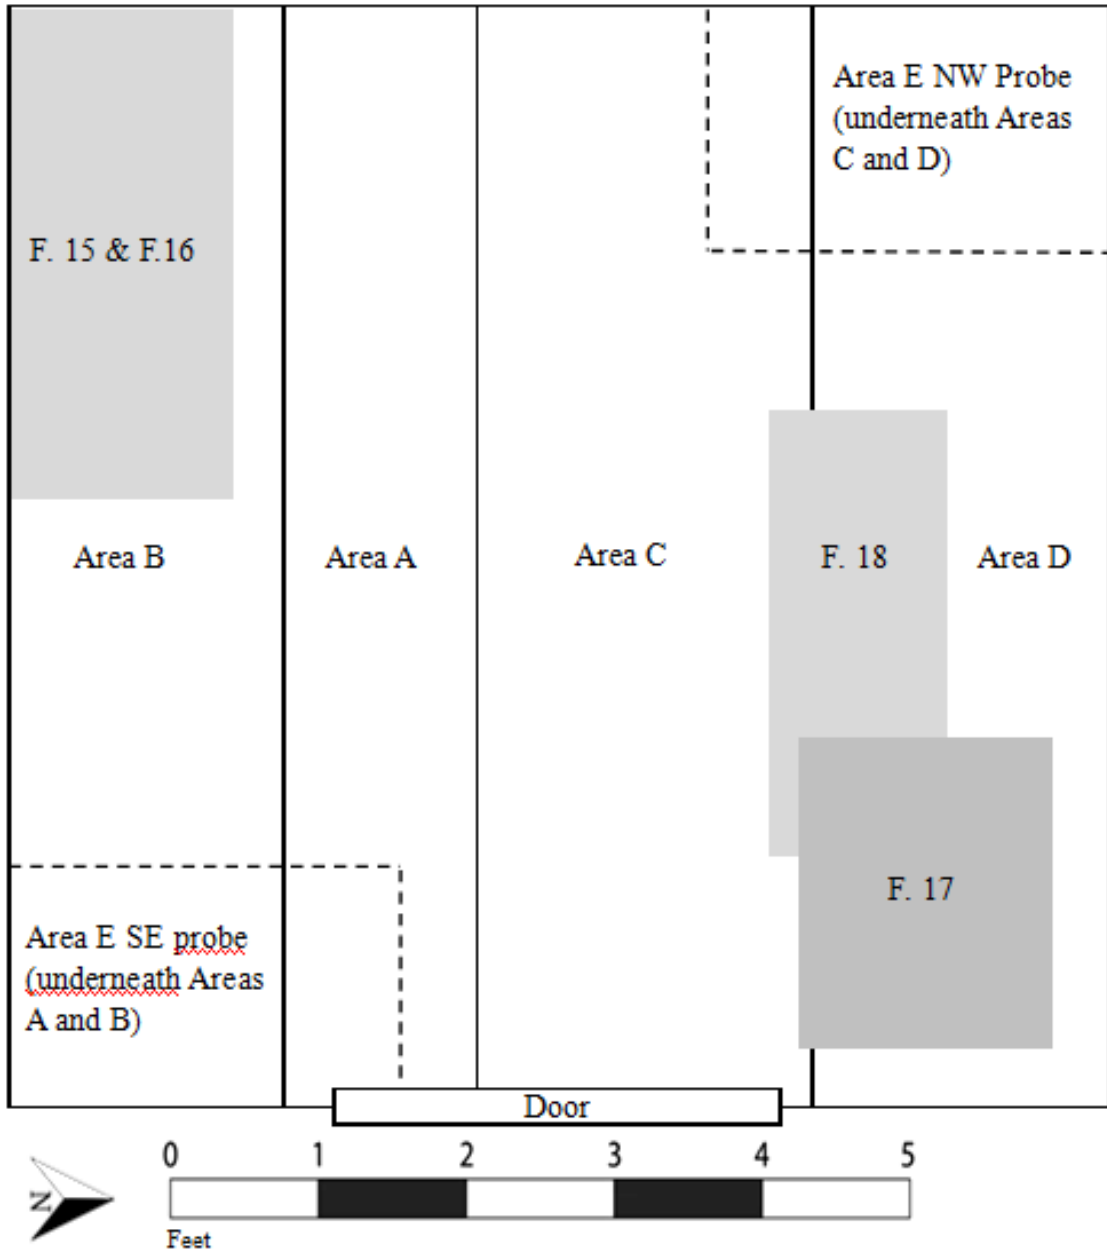 Area E NW Probe
(underneath Areas
C and D)
F. 15 & F.16
Area B
Area A
Area C
F. 18
Area D
F. 17
Area E SE probe
(underneath Areas
A and B)
Door
0 1 2 3 4 5
N
Feet